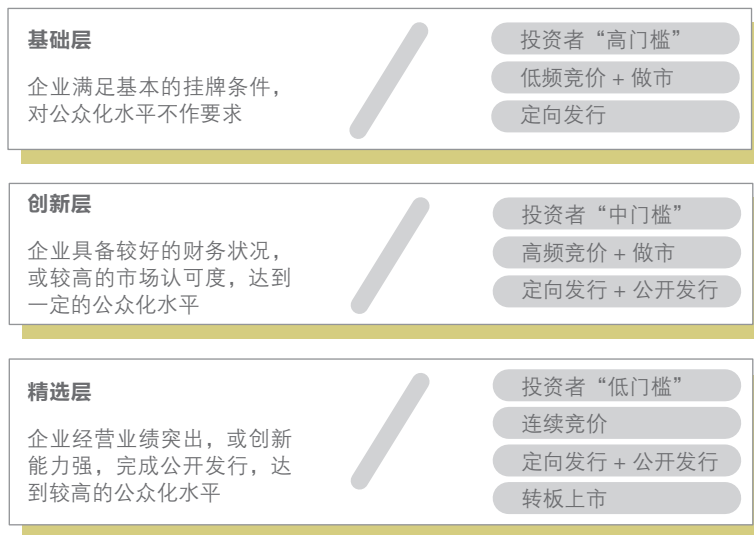 基础层
企业满足基本的挂牌条件，
对公众化水平不作要求
投资者“高门槛”
低频竞价 + 做市
定向发行
创新层
企业具备较好的财务状况，
或较高的市场认可度，达到
一定的公众化水平
投资者“中门槛”
高频竞价 + 做市
定向发行 + 公开发行
精选层
企业经营业绩突出，或创新
能力强，完成公开发行，达
到较高的公众化水平
投资者“低门槛”
连续竞价
定向发行 + 公开发行
转板上市